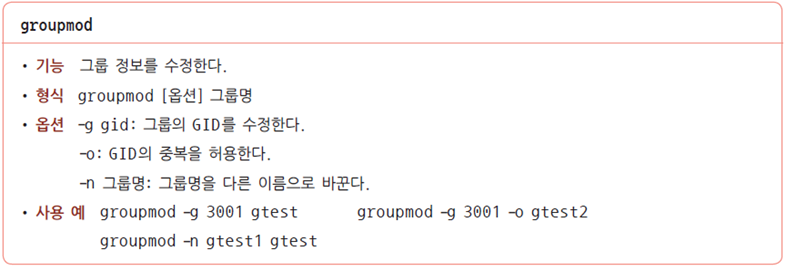 groupmod
• 기능 그룹 정보를 수정한다.
• 형식 groupmod [옵션] 그룹명
• 옵션 -g gid: 그룹의 GID를 수정한다.
-o: GID의 중복을 허용한다.
-n 그룹명: 그룹명을 다른 이름으로 바꾼다.
• 사용 예 groupmod -g 3001 gtest groupmod -g 3001 -o gtest2
groupmod -n gtest1 gtest